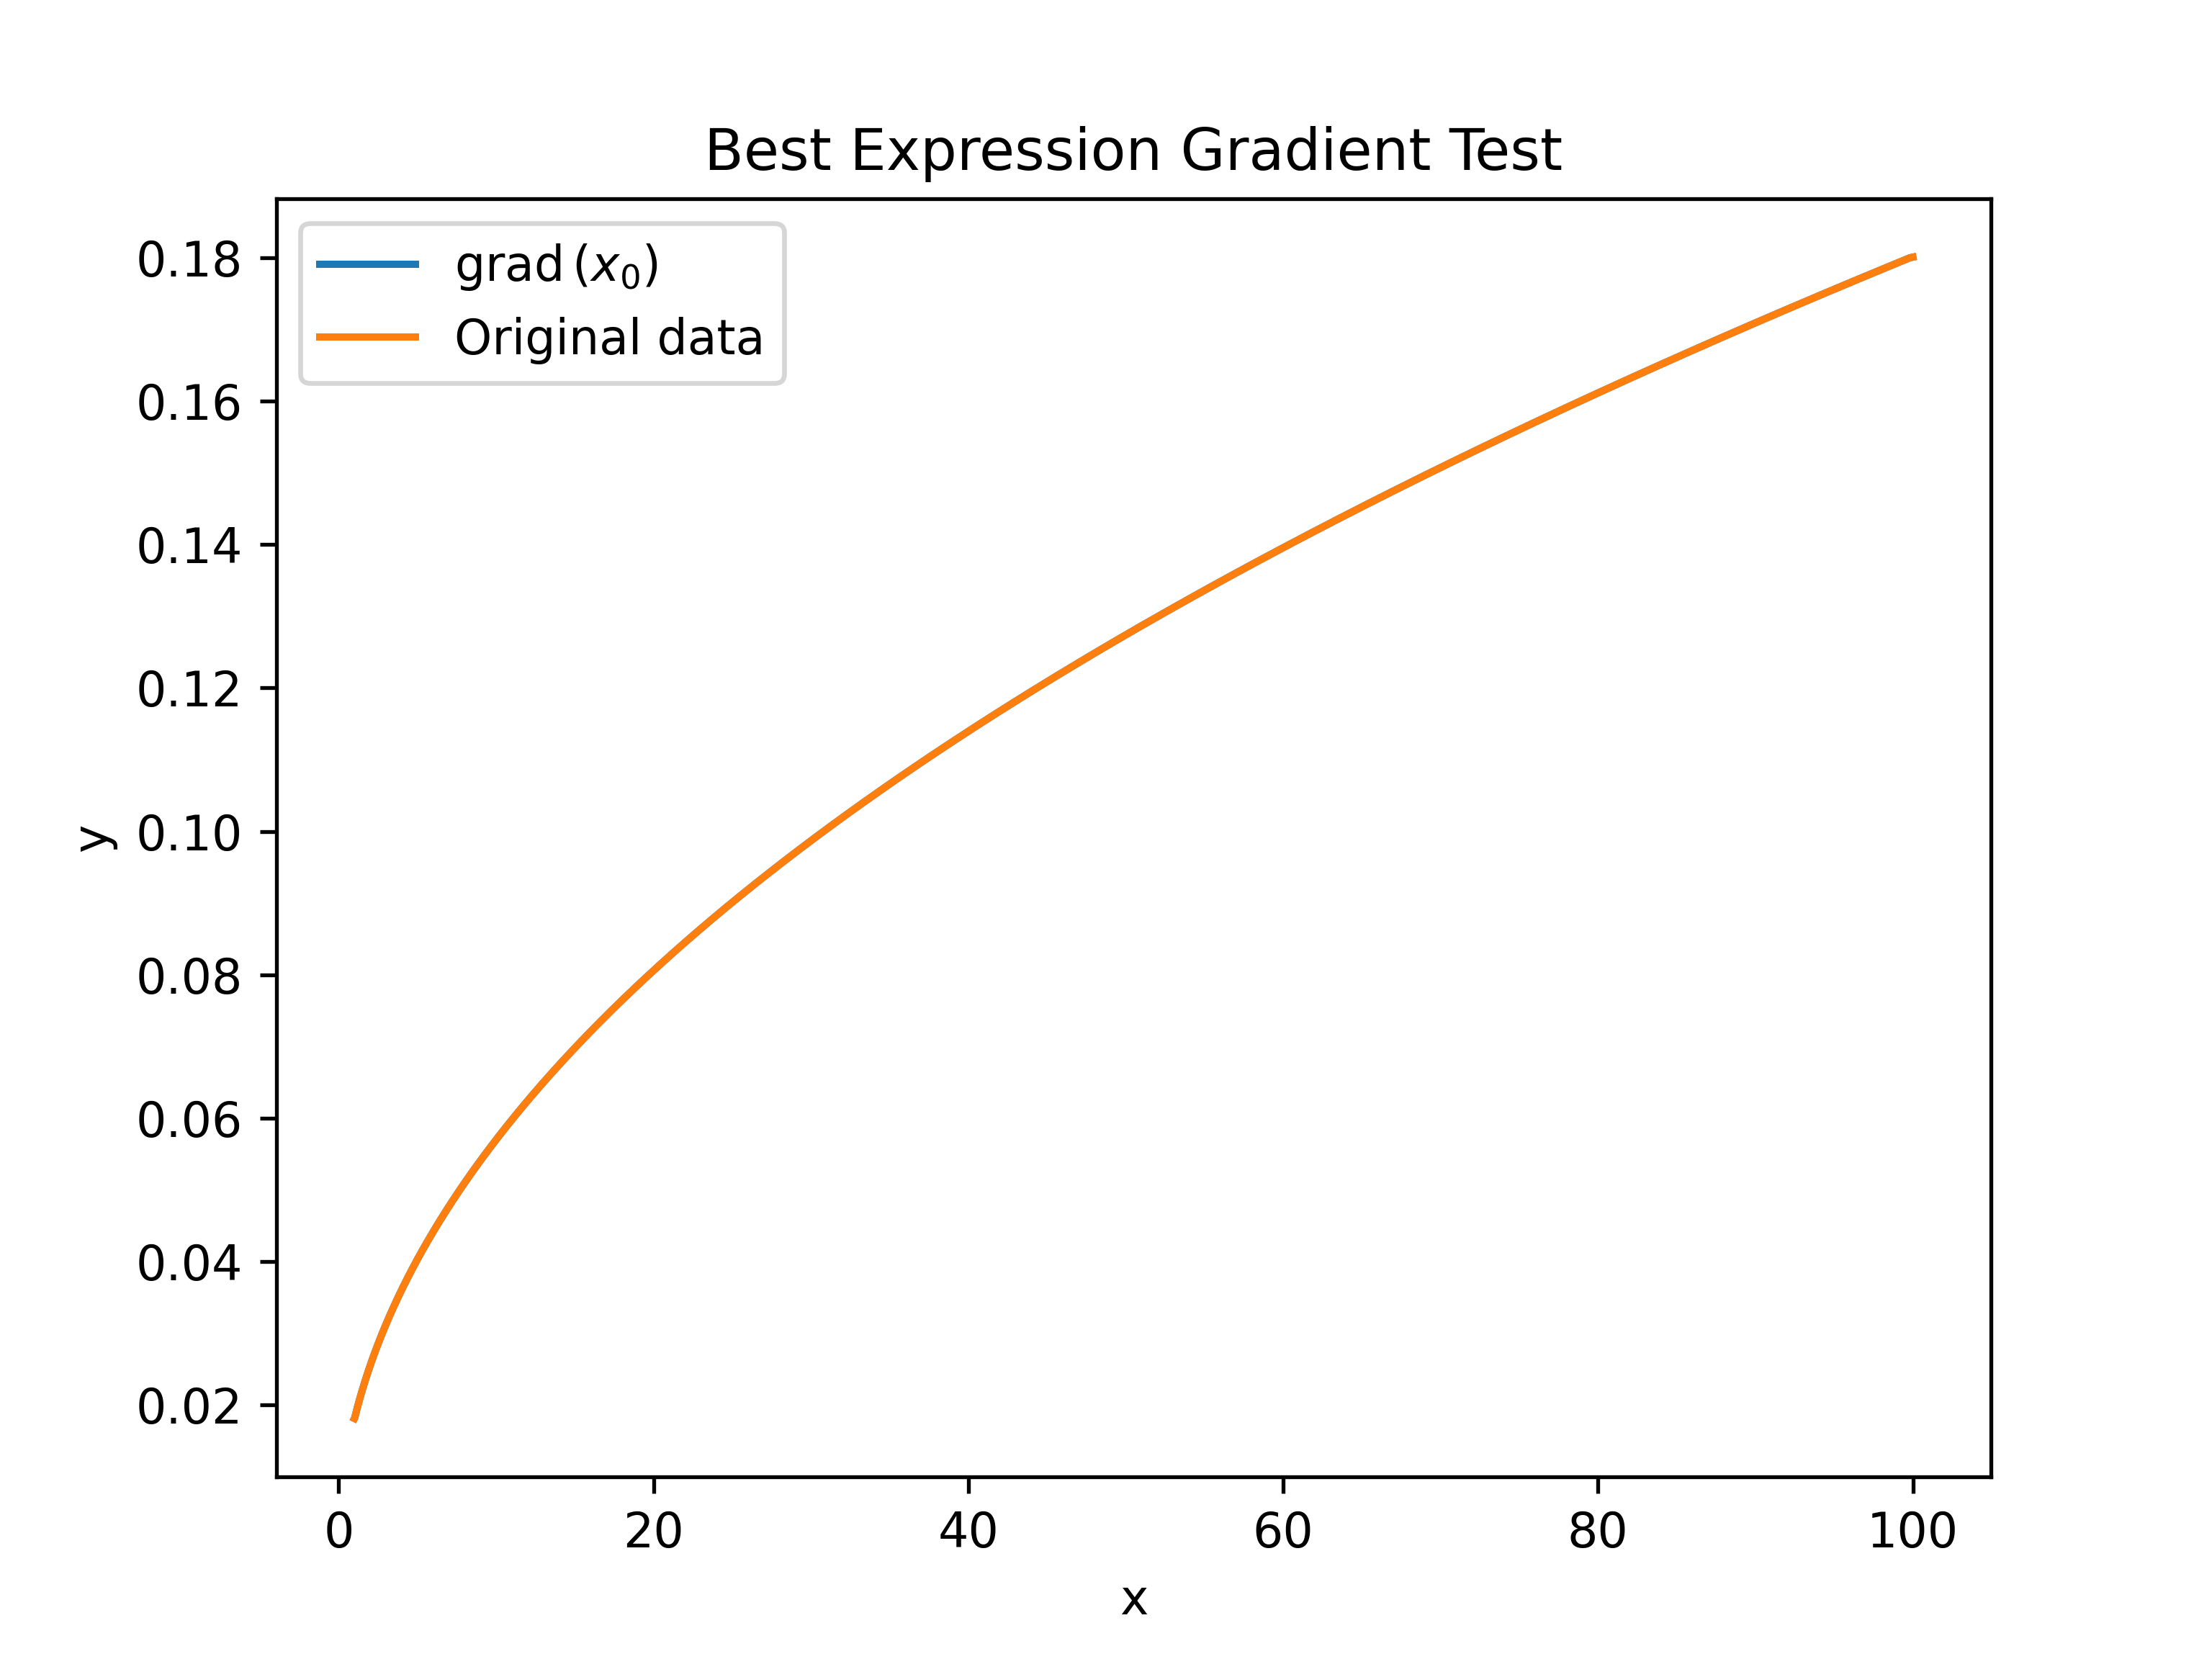 Best Expression Gradient Test
grad (x₀)
Original data
0.18
0.16
0.14
0.12
0.10
0.08
0.06
0.04
0.02
y
0 20 40 60 80 100
x